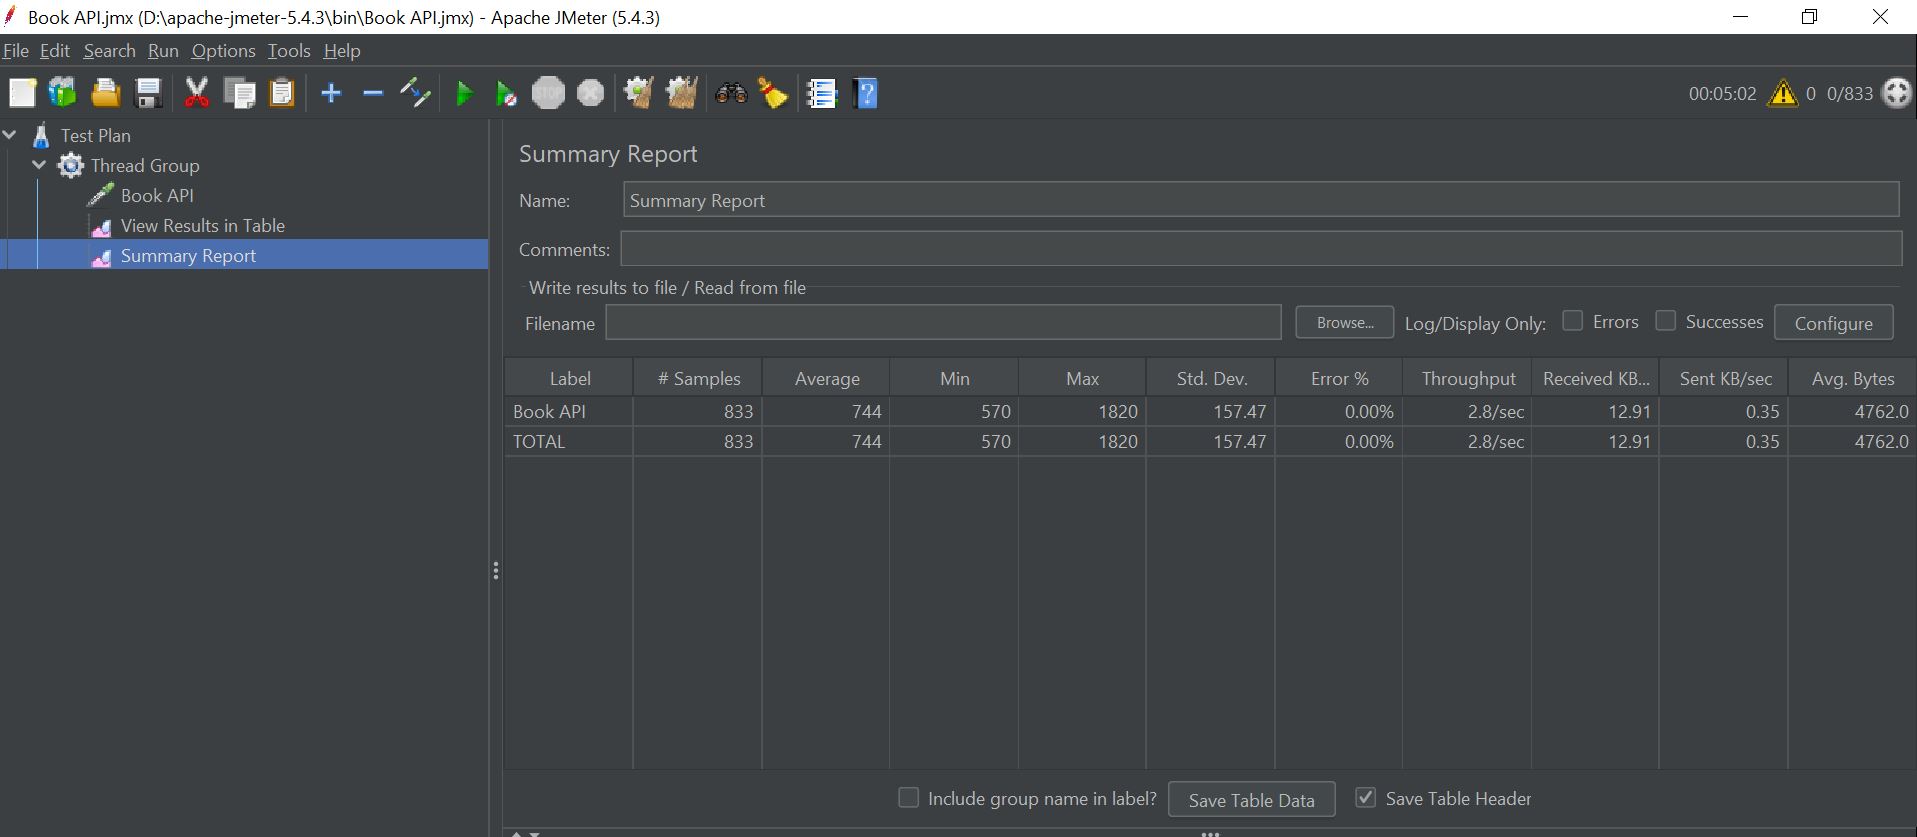 Book API.jmx (D:\apache-jmeter-5.4.3\bin\Book API.jmx) - Apache JMeter (5.4.3)
File Edit Search Run Options Tools Help
STOP 00:05:02 0 0/833
Test Plan
Thread Group
Book API
View Results in Table
Summary Report
Summary Report
Name: Summary Report
Comments:
Write results to file / Read from file
Filename Browse... Log/Display Only: Errors Successes Configure
Label # Samples Average Min Max Std. Dev. Error % Throughput Received KB... Sent KB/sec Avg. Bytes
Book API 833 744 570 1820 157.47 0.00% 2.8/sec 12.91 0.35 4762.0
TOTAL 833 744 570 1820 157.47 0.00% 2.8/sec 12.91 0.35 4762.0
Include group name in label? Save Table Data Save Table Header